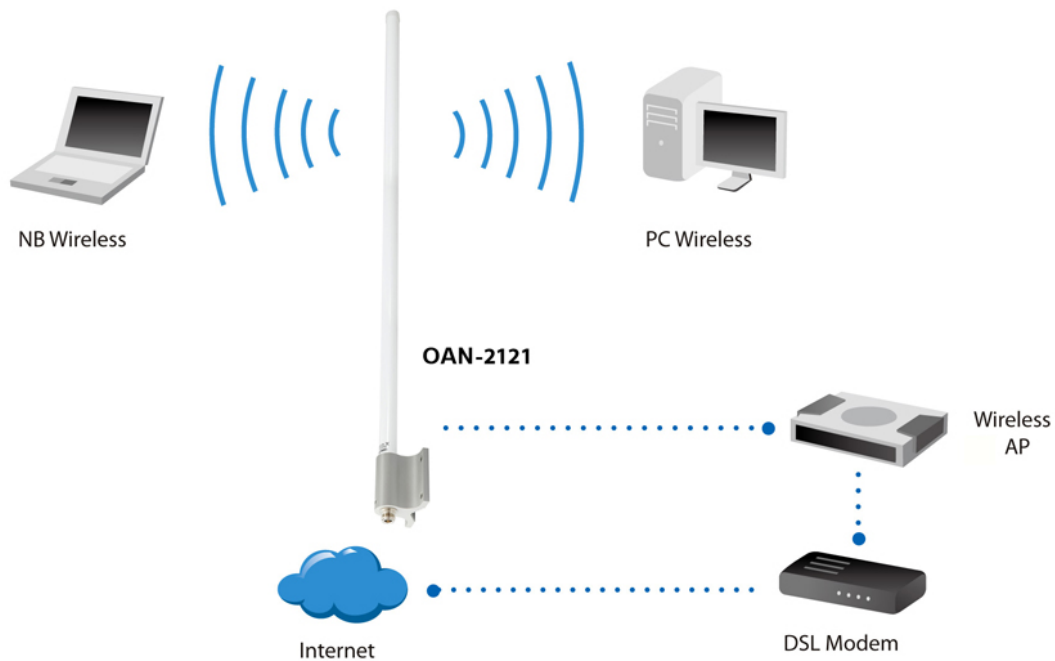 NB Wireless
PC Wireless
OAN-2121
Wireless
AP
Internet
DSL Modem